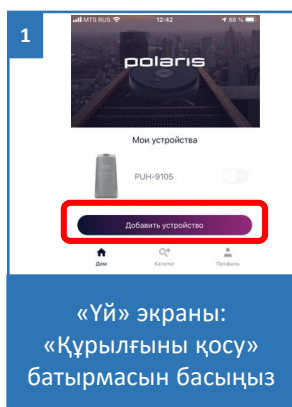 1
MTS RUS 12:42 88 %
polaris
Мои устройства
PUH-9105
Добавить устройство
Дом Каталог Профиль
«Үй» экраны:
«Құрылғыны қосу»
батырмасын басыңыз